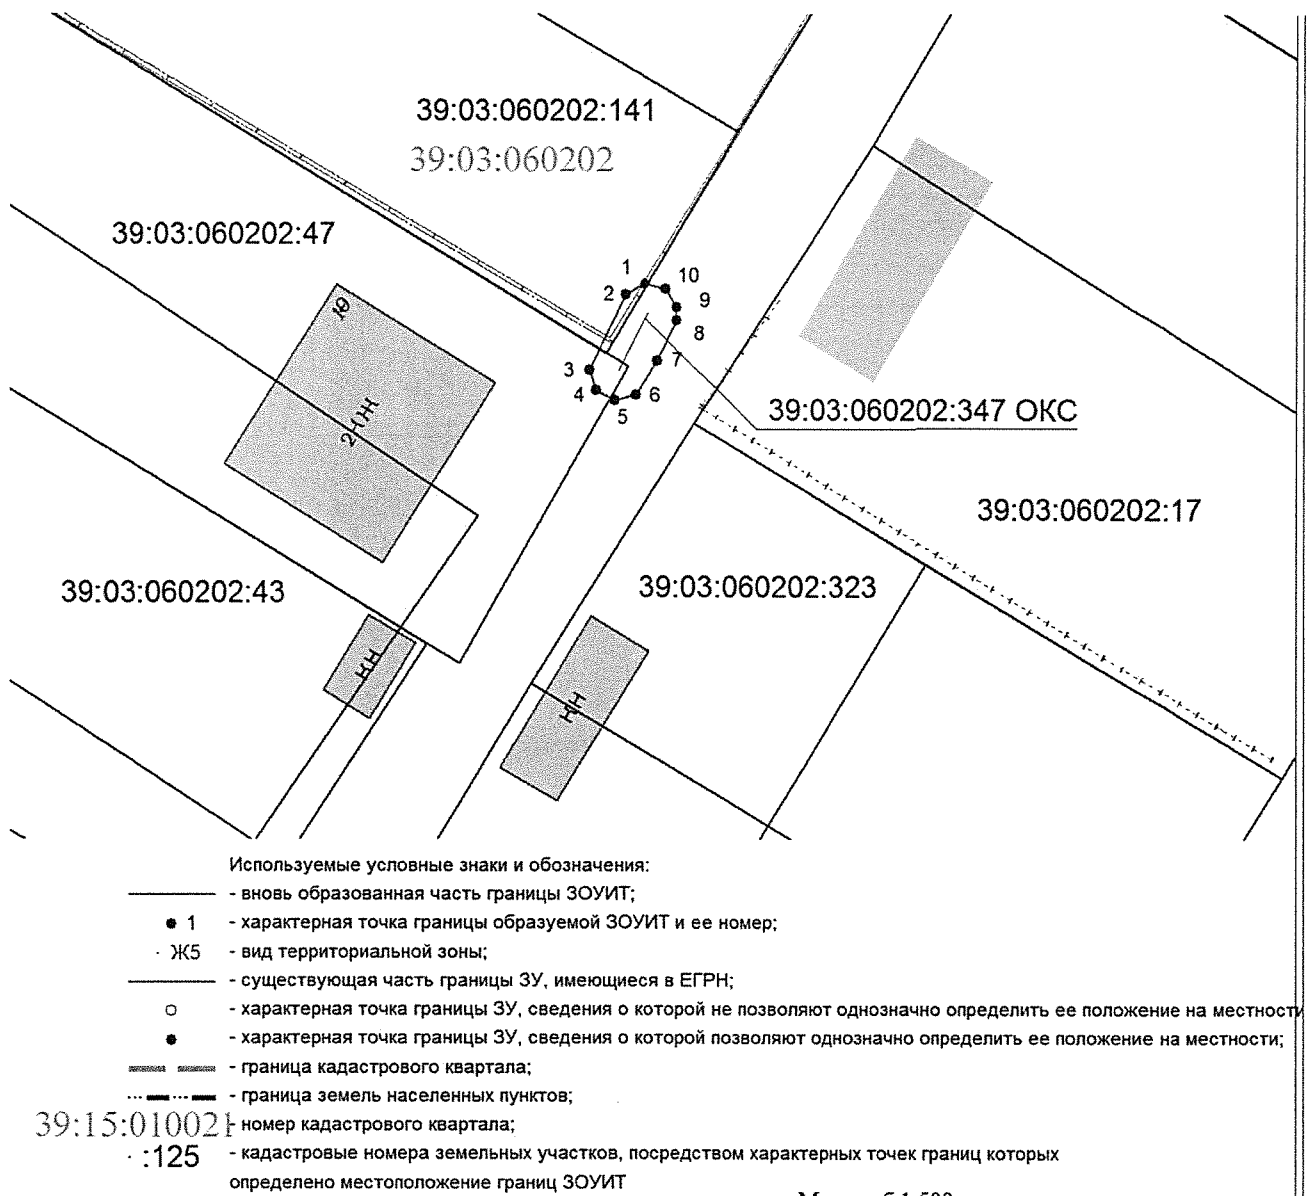 39:03:060202:141
39:03:060202
39:03:060202:47
1
10
2
9
8
7
3
4
6
5
39:03:060202:347 ОКС
39:03:060202:17
39:03:060202:43
39:03:060202:323
Используемые условные знаки и обозначения:
- вновь образованная часть границы ЗОУИТ;
1 - характерная точка границы образуемой ЗОУИТ и ее номер;
Ж5 - вид территориальной зоны;
- существующая часть границы ЗУ, имеющиеся в ЕГРН;
- характерная точка границы ЗУ, сведения о которой не позволяют однозначно определить ее положение на местности
- характерная точка границы ЗУ, сведения о которой позволяют однозначно определить ее положение на местности;
- граница кадастрового квартала;
- граница земель населенных пунктов;
39:15:010021 - номер кадастрового квартала;
:125 - кадастровые номера земельных участков, посредством характерных точек границ которых
определено местоположение границ ЗОУИТ